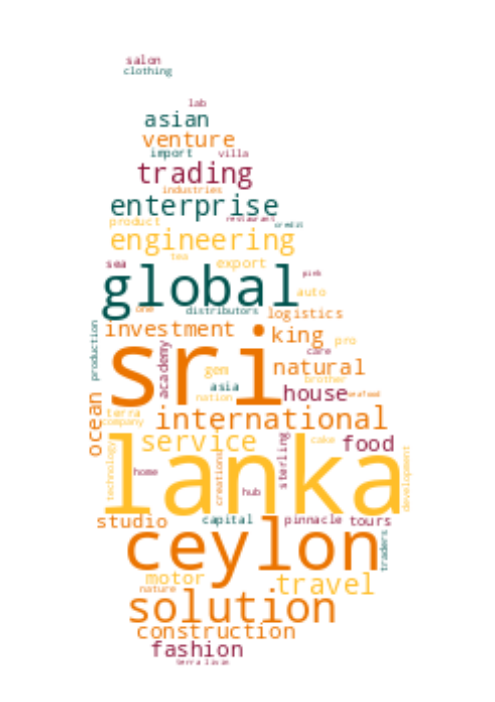 salon
clothing
lab
asian
venture
import villa
trading
industries
enterprise
restaurant
product credit
engineering
tea
sea export
pink
global
auto
one distributors logistics
production
investment king
pro
sri
academy
care
gem natural
brother
asia
house
nation seafood
ocean
terra international
company
service food
cake
lanka
technology
home
creations
sterling
hub
development
studio capital pinnacle tours
ceylon
traders
motor travel
nature
solution
construction
fashion